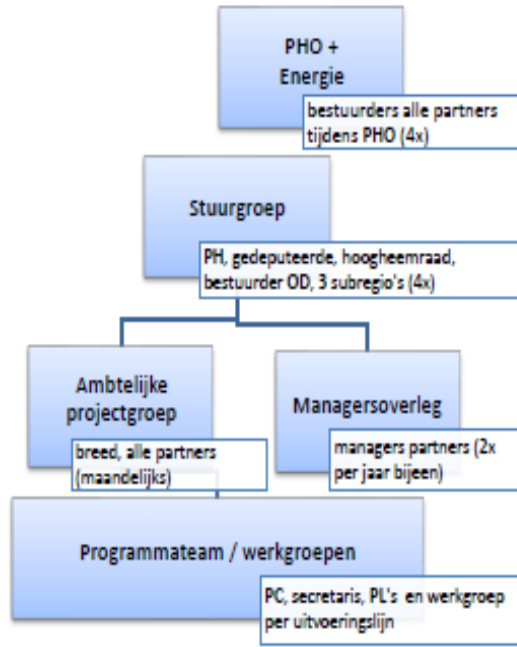 PHO +
Energie
bestuurders alle partners
tijdens PHO (4x)
Stuurgroep
PH, gedeputeerde, hoogheemraad,
bestuurder OD, 3 subregio's (4x)
Ambtelijke
projectgroep
breed, alle partners
(maandelijks)
Managersoverleg
managers partners (2x
per jaar bijeen)
Programmateam / werkgroepen
PC, secretaris, PL's en werkgroep
per uitvoeringslijn